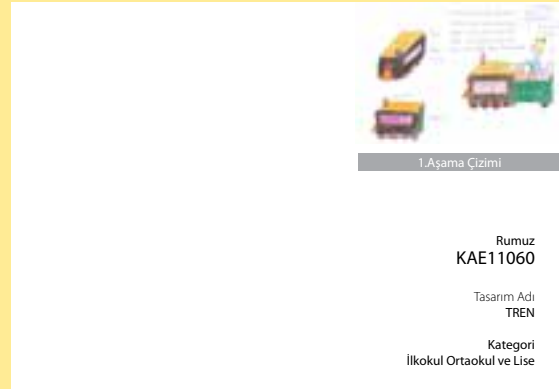 1.Aşama Çizimi
Rumuz
KAE11060
Tasarım Adı
TREN
Kategori
İlkokul Ortaokul ve Lise